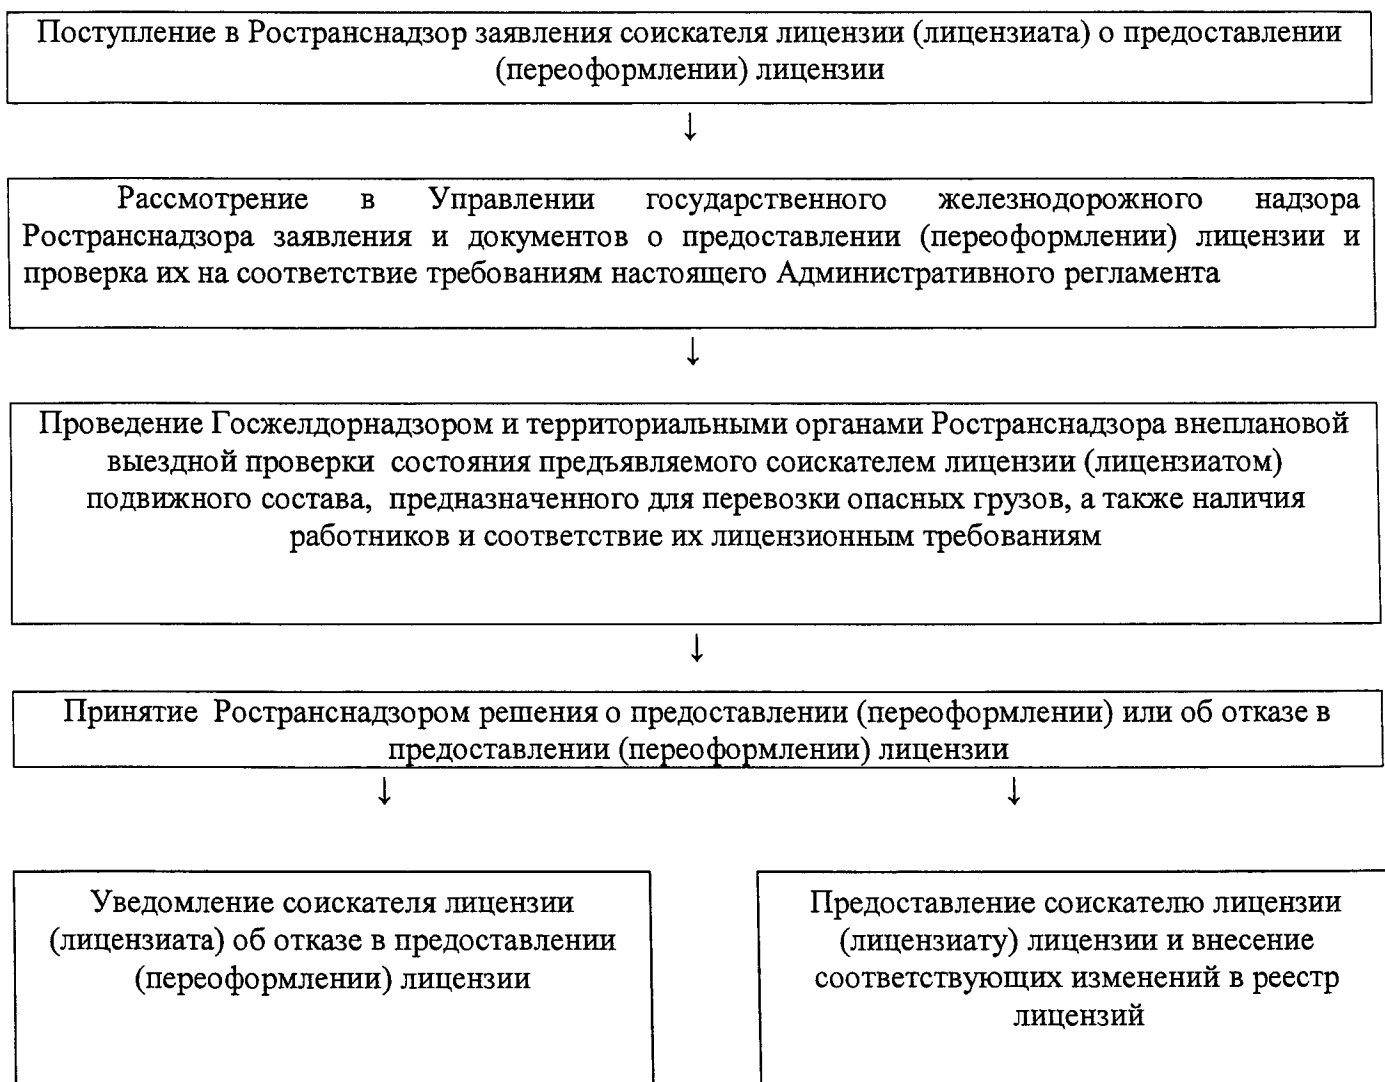 Поступление в Ространснадзор заявления соискателя лицензии (лицензиата) о предоставлении
(переоформлении) лицензии
↓
Рассмотрение в Управлении государственного железнодорожного надзора
Ространснадзора заявления и документов о предоставлении (переоформлении) лицензии и
проверка их на соответствие требованиям настоящего Административного регламента
↓
Проведение Госжелдорнадзором и территориальными органами Ространснадзора внеплановой
выездной проверки состояния предъявляемого соискателем лицензии (лицензиатом)
подвижного состава, предназначенного для перевозки опасных грузов, а также наличия
работников и соответствие их лицензионным требованиям
↓
Принятие Ространснадзором решения о предоставлении (переоформлении) или об отказе в
предоставлении (переоформлении) лицензии
↓ ↓
Уведомление соискателя лицензии
(лицензиата) об отказе в предоставлении
(переоформлении) лицензии
Предоставление соискателю лицензии
(лицензиату) лицензии и внесение
соответствующих изменений в реестр
лицензий